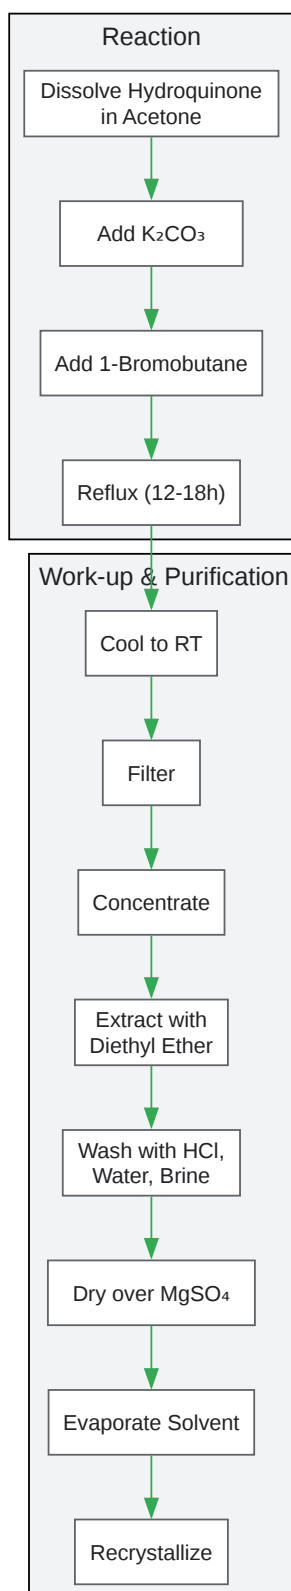 Reaction
Dissolve Hydroquinone
in Acetone
Add K₂CO₃
Add 1-Bromobutane
Reflux (12-18h)
Work-up & Purification
Cool to RT
Filter
Concentrate
Extract with
Diethyl Ether
Wash with HCl,
Water, Brine
Dry over MgSO₄
Evaporate Solvent
Recrystallize